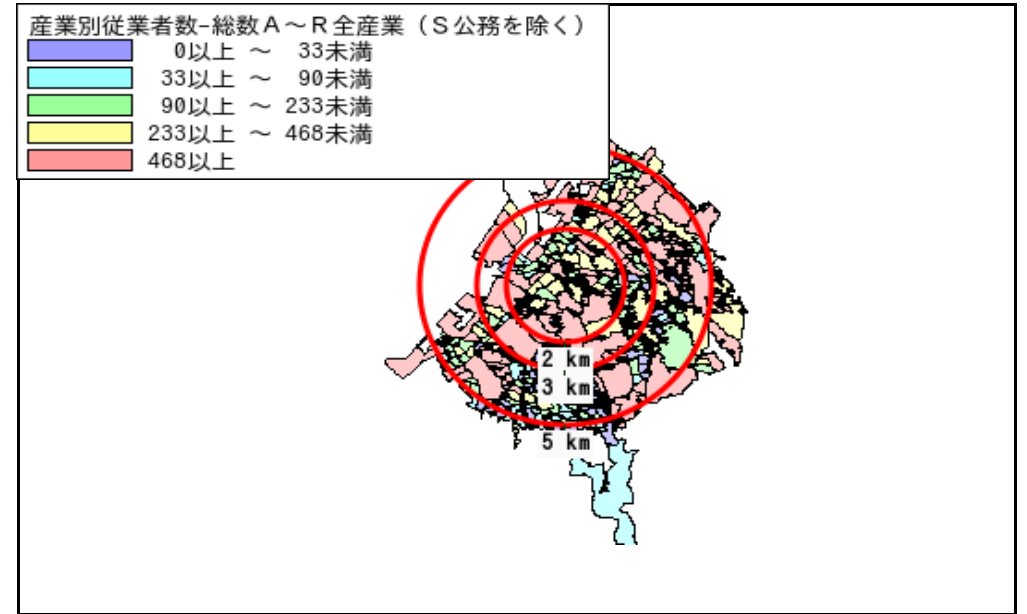 産業別従業者数−総数A～R全産業（S公務を除く）
0以上 ～ 33未満
33以上 ～ 90未満
90以上 ～ 233未満
233以上 ～ 468未満
468以上
2 km
3 km
5 km